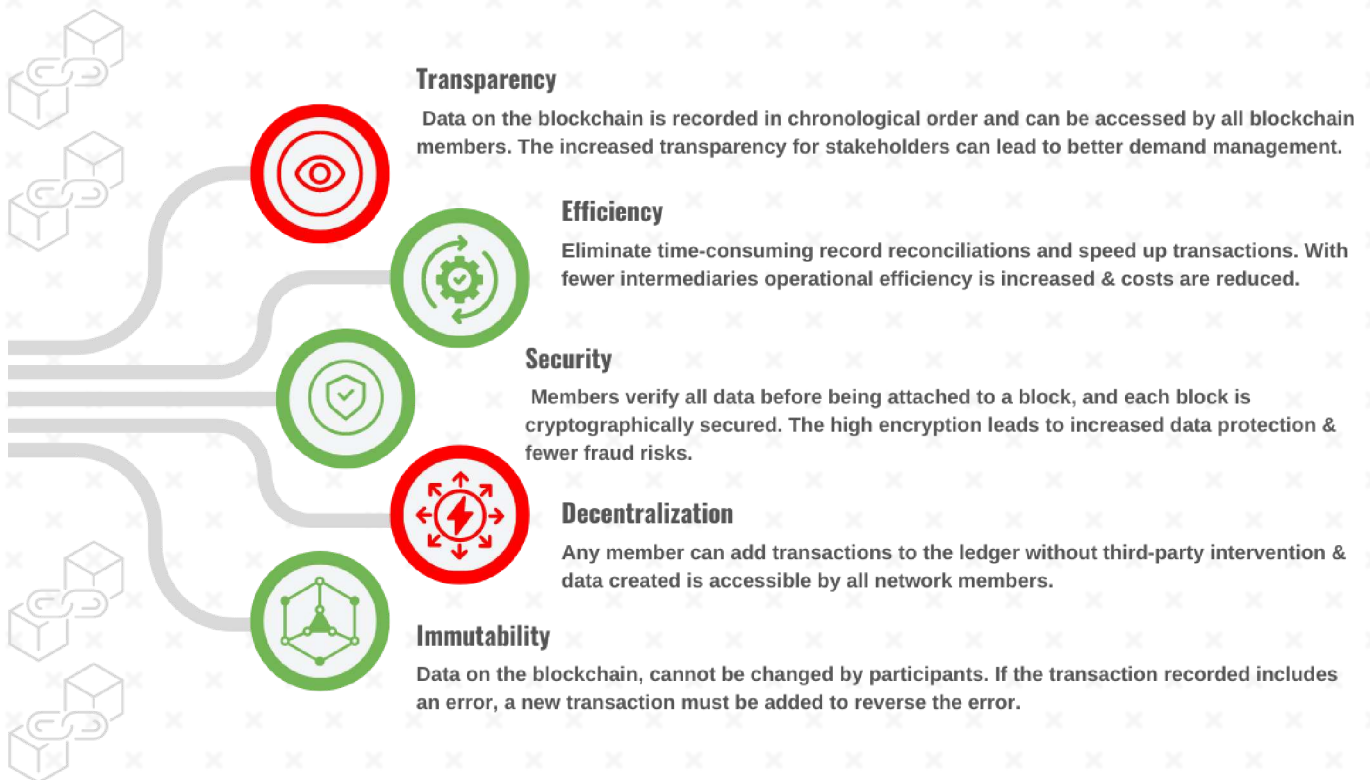 Transparency
Data on the blockchain is recorded in chronological order and can be accessed by all blockchain
members. The increased transparency for stakeholders can lead to better demand management.
Efficiency
Eliminate time-consuming record reconciliations and speed up transactions. With
fewer intermediaries operational efficiency is increased & costs are reduced.
Security
Members verify all data before being attached to a block, and each block is
cryptographically secured. The high encryption leads to increased data protection &
fewer fraud risks.
Decentralization
Any member can add transactions to the ledger without third-party intervention &
data created is accessible by all network members.
Immutability
Data on the blockchain, cannot be changed by participants. If the transaction recorded includes
an error, a new transaction must be added to reverse the error.